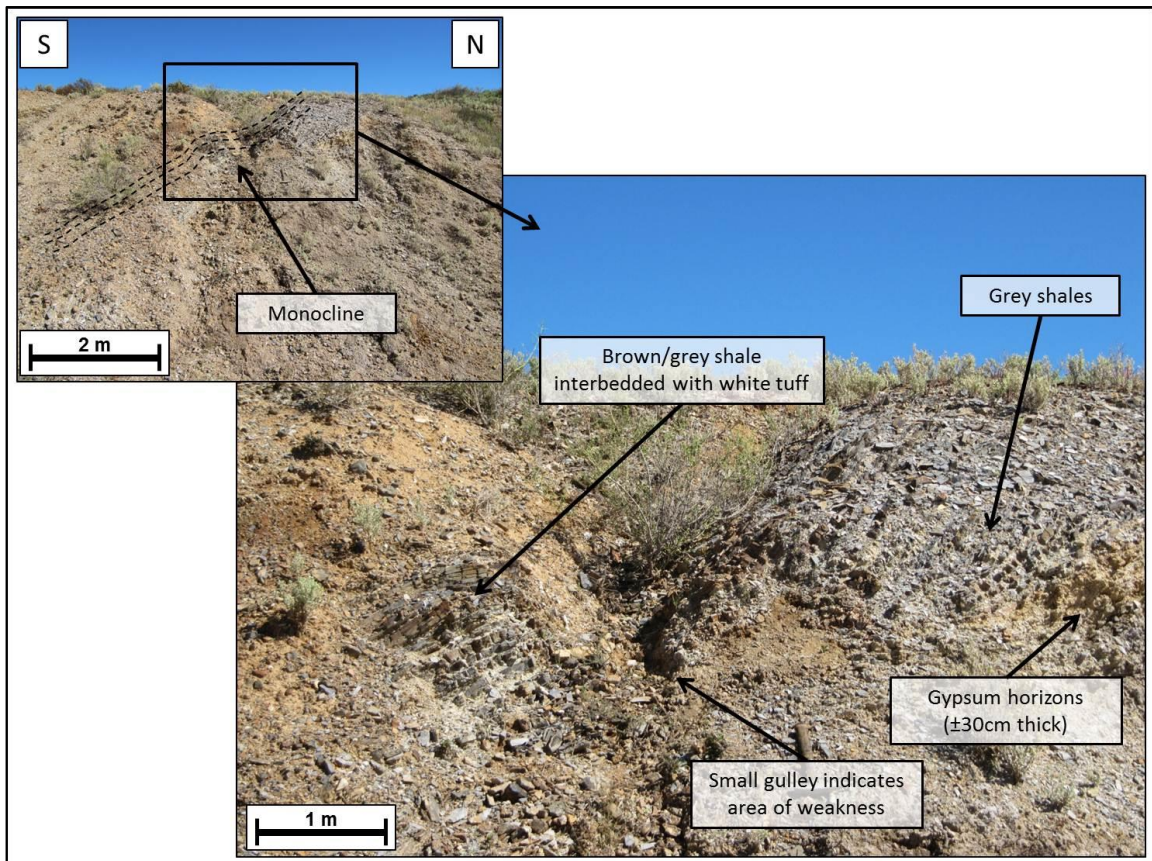 S
N
Monocline
2 m
Grey shales
Brown/grey shale
interbedded with white tuff
Gypsum horizons
(±30cm thick)
Small gulley indicates
area of weakness
1 m